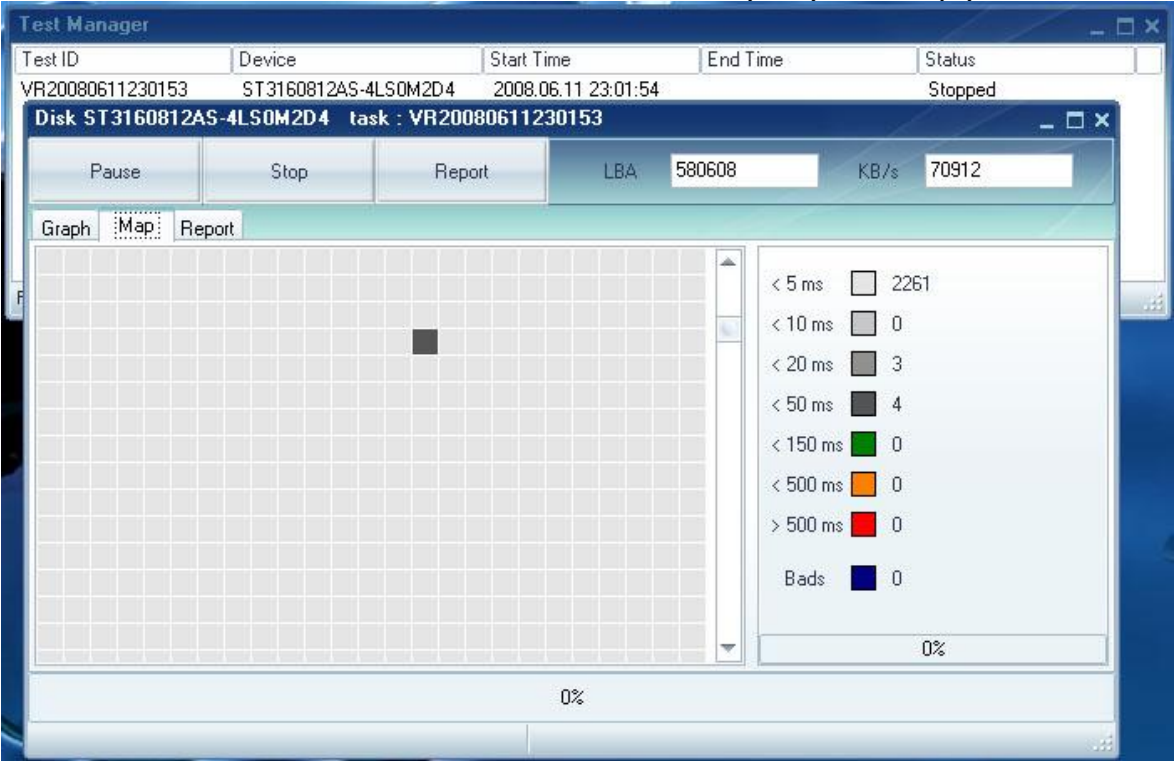 Test Manager
Test ID Device Start Time End Time Status
VR20080611230153 ST3160812AS-4LS0M2D4 2008.06.11 23:01:54 Stopped
Disk ST3160812AS-4LS0M2D4 task : VR20080611230153
Pause Stop Report LBA 580608 KB/s 70912
Graph Map Report
< 5 ms 2261
< 10 ms 0
< 20 ms 3
< 50 ms 4
< 150 ms 0
< 500 ms 0
> 500 ms 0
Bads 0
0%
0%